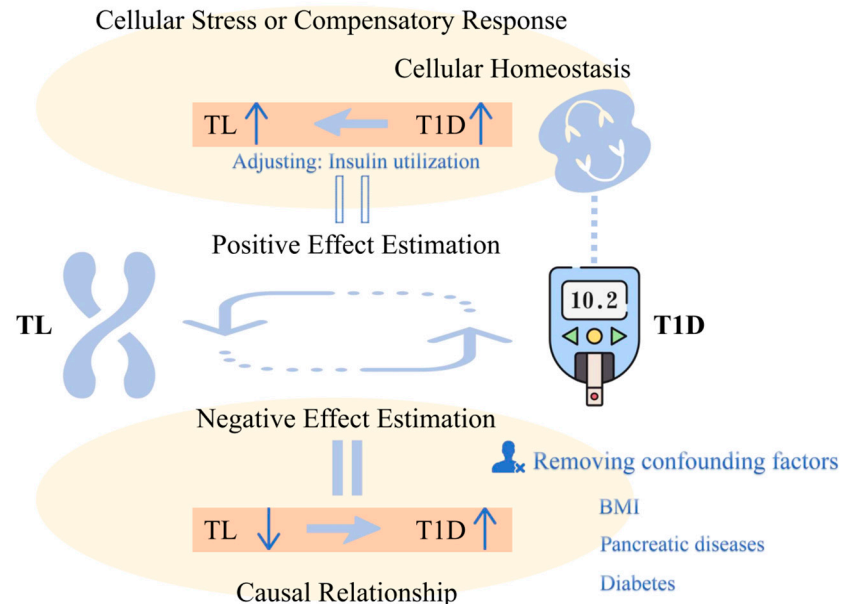 Cellular Stress or Compensatory Response
Cellular Homeostasis
TL T1D
Adjusting: Insulin utilization
Positive Effect Estimation
10.2
TL T1D
Negative Effect Estimation
Removing confounding factors
BMI
TL T1D
Pancreatic diseases
Causal Relationship
Diabetes